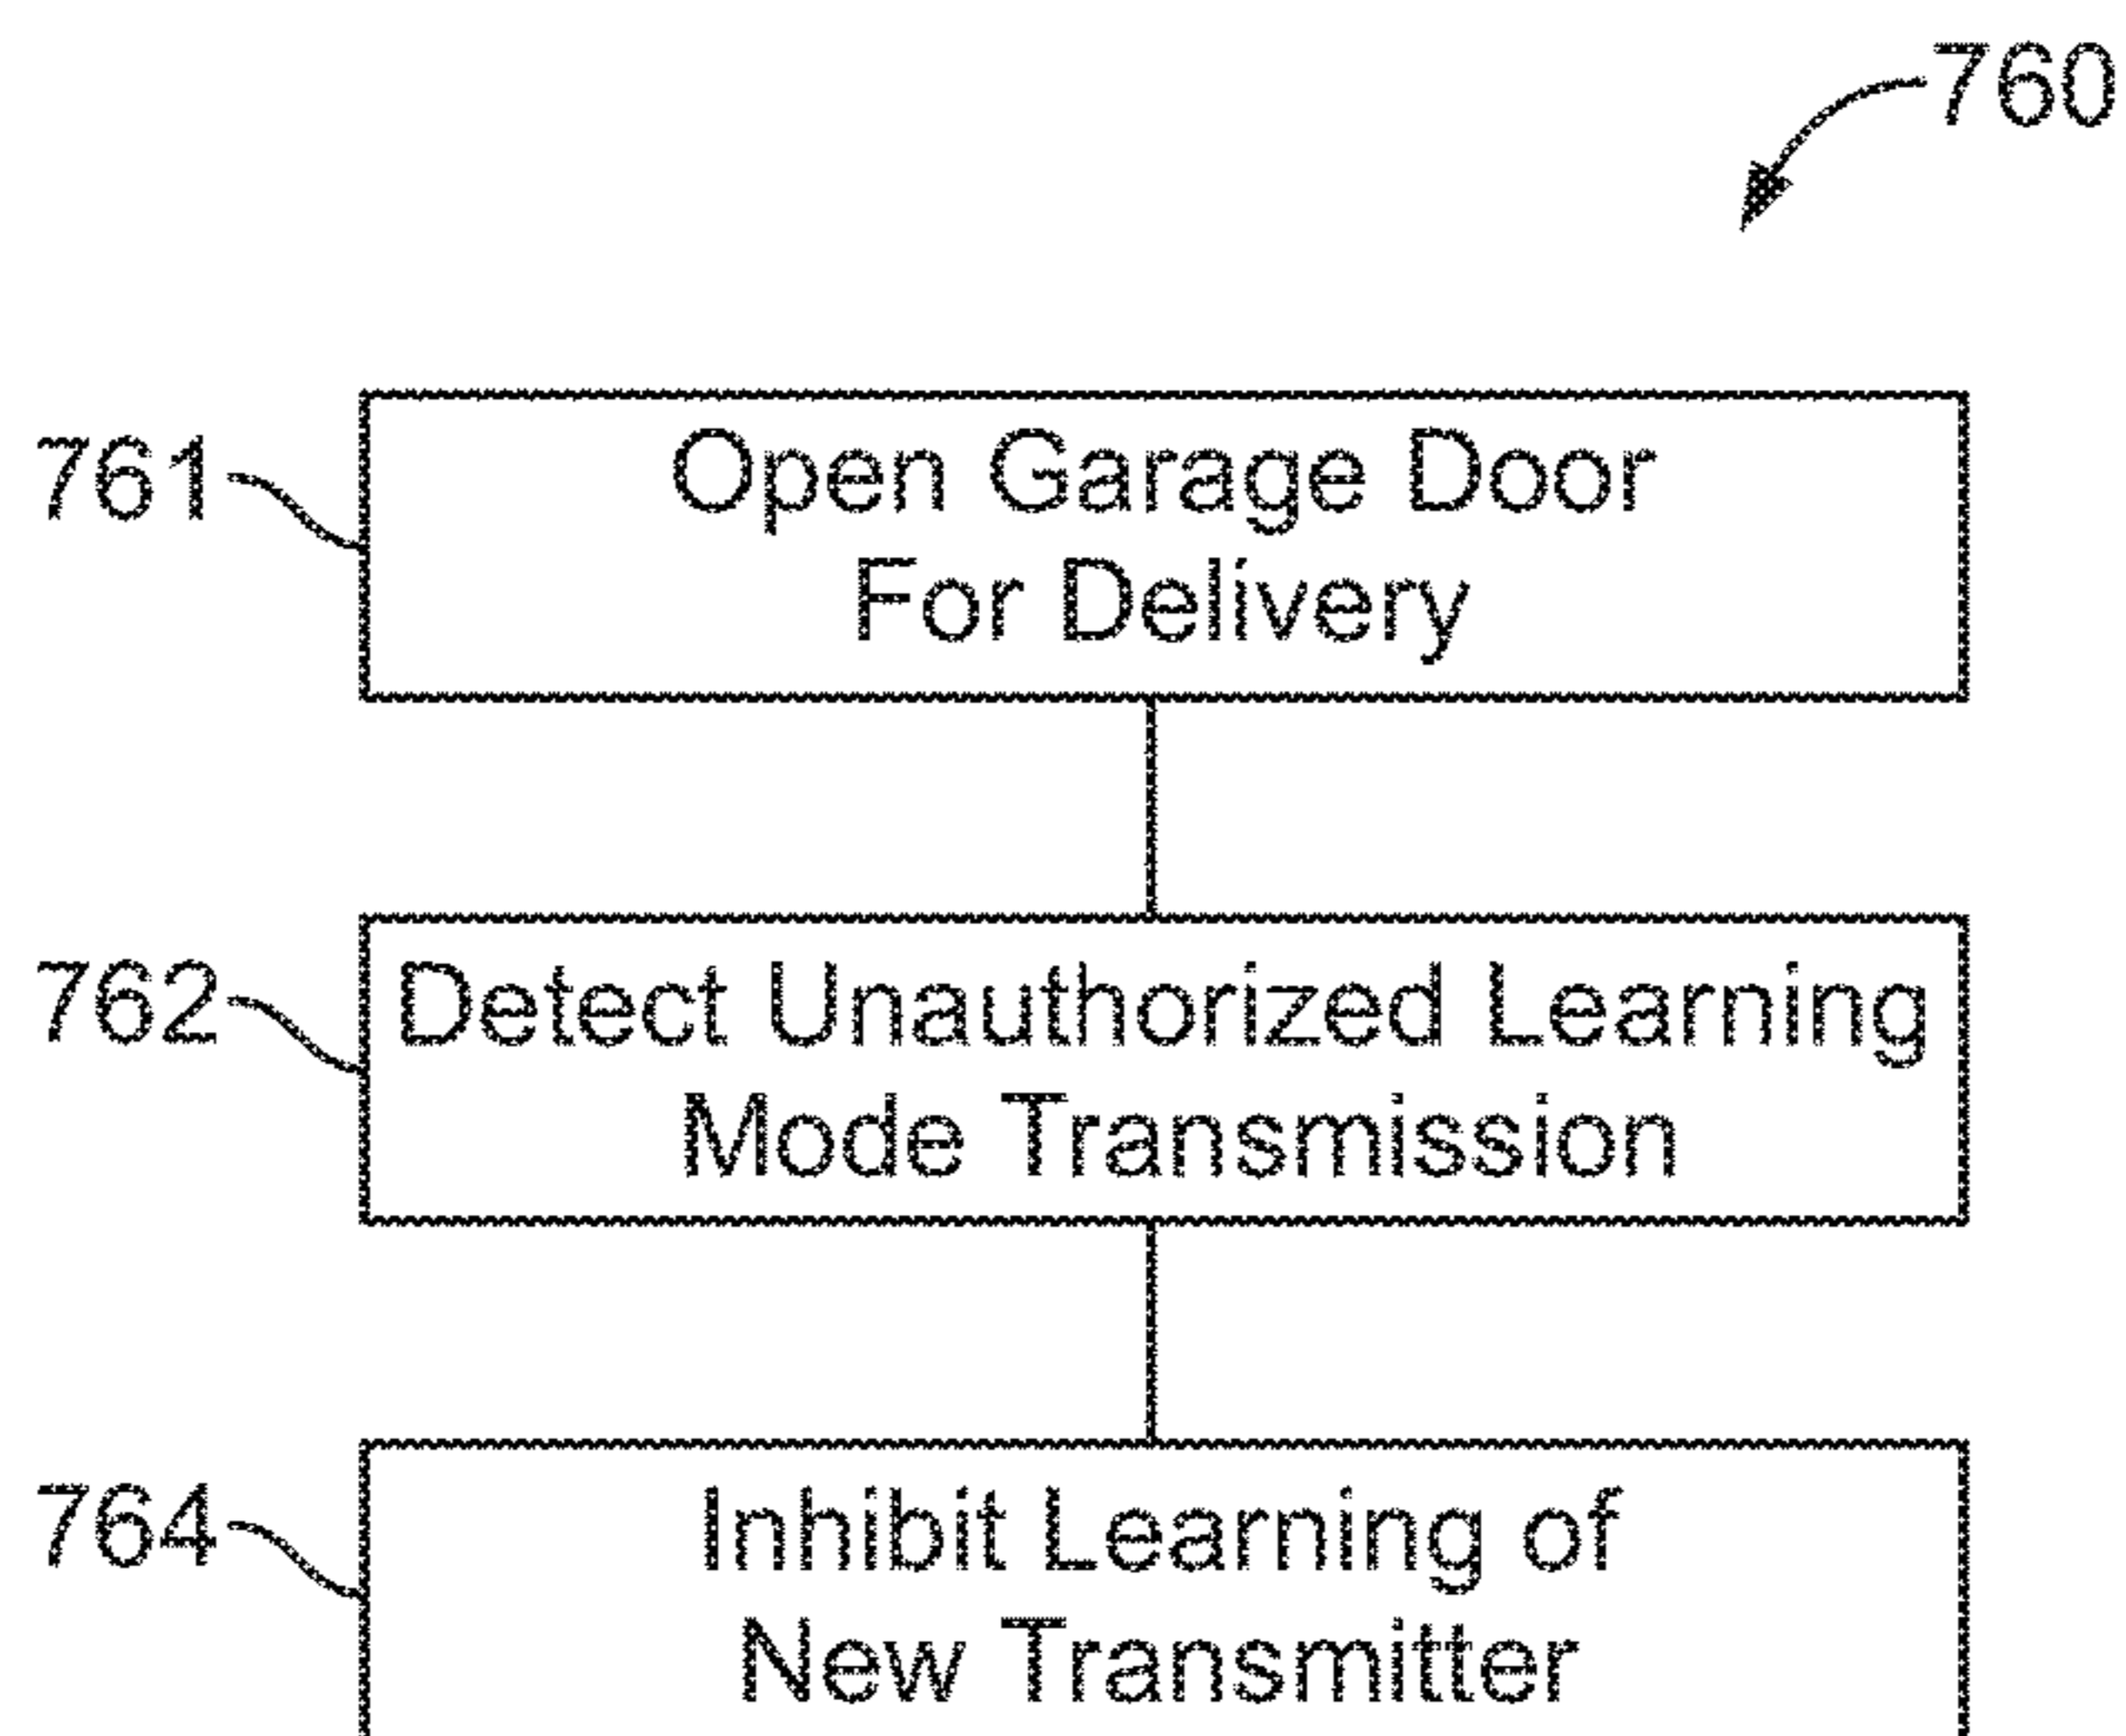 760
761
Open Garage Door
For Delivery
762
Detect Unauthorized Learning
Mode Transmission
764
Inhibit Learning of
New Transmitter